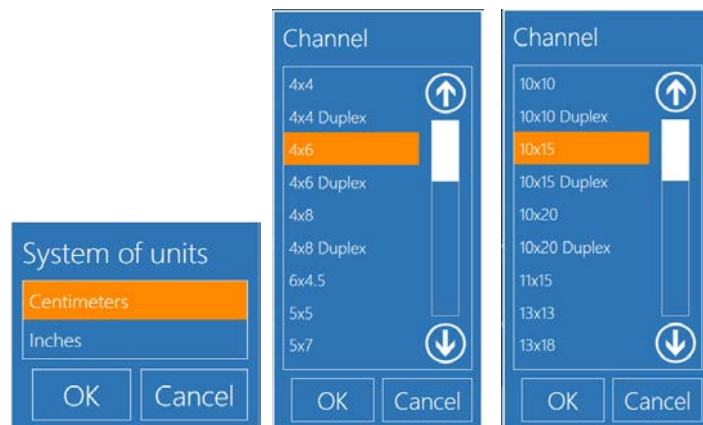 System of units
Centimeters
Inches
OK Cancel
Channel
4x4
4x4 Duplex
4x6
4x6 Duplex
4x8
4x8 Duplex
6x4.5
5x5
5x7
OK Cancel
Channel
10x10
10x10 Duplex
10x15
10x15 Duplex
10x20
10x20 Duplex
11x15
13x13
13x18
OK Cancel